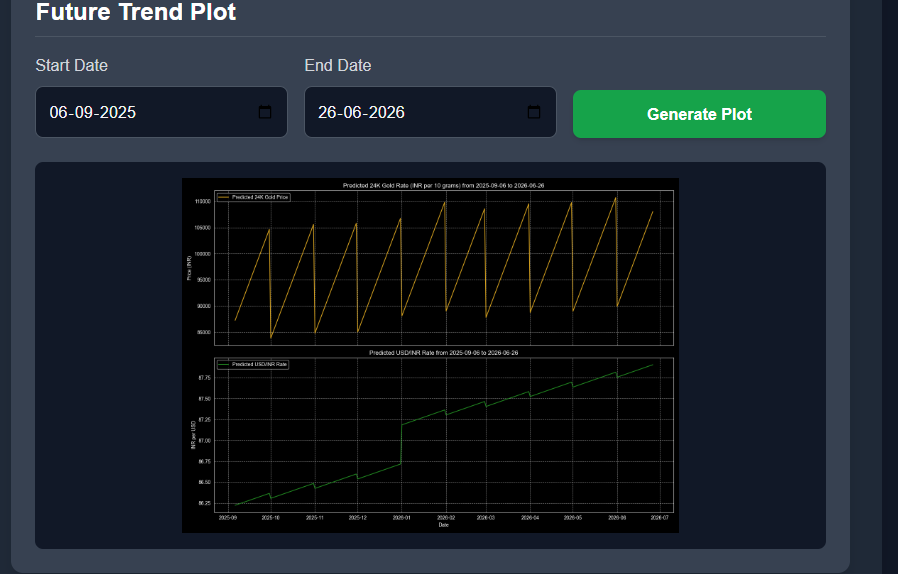 Future Trend Plot
Start Date End Date
06-09-2025 26-06-2026 Generate Plot
Predicted 24K Gold Rate (INR per 10 grams) from 2025-09-06 to 2026-06-26
Predicted 24K Gold Price
110000
105000
100000
95000
90000
85000
Price (INR)
Predicted USD/INR Rate from 2025-09-06 to 2026-06-26
Predicted USD/INR Rate
87.75
87.50
87.25
87.00
86.75
86.50
86.25
INR per USD
2025-09 2025-10 2025-11 2025-12 2026-01 2026-02 2026-03 2026-04 2026-05 2026-06 2026-07
Date